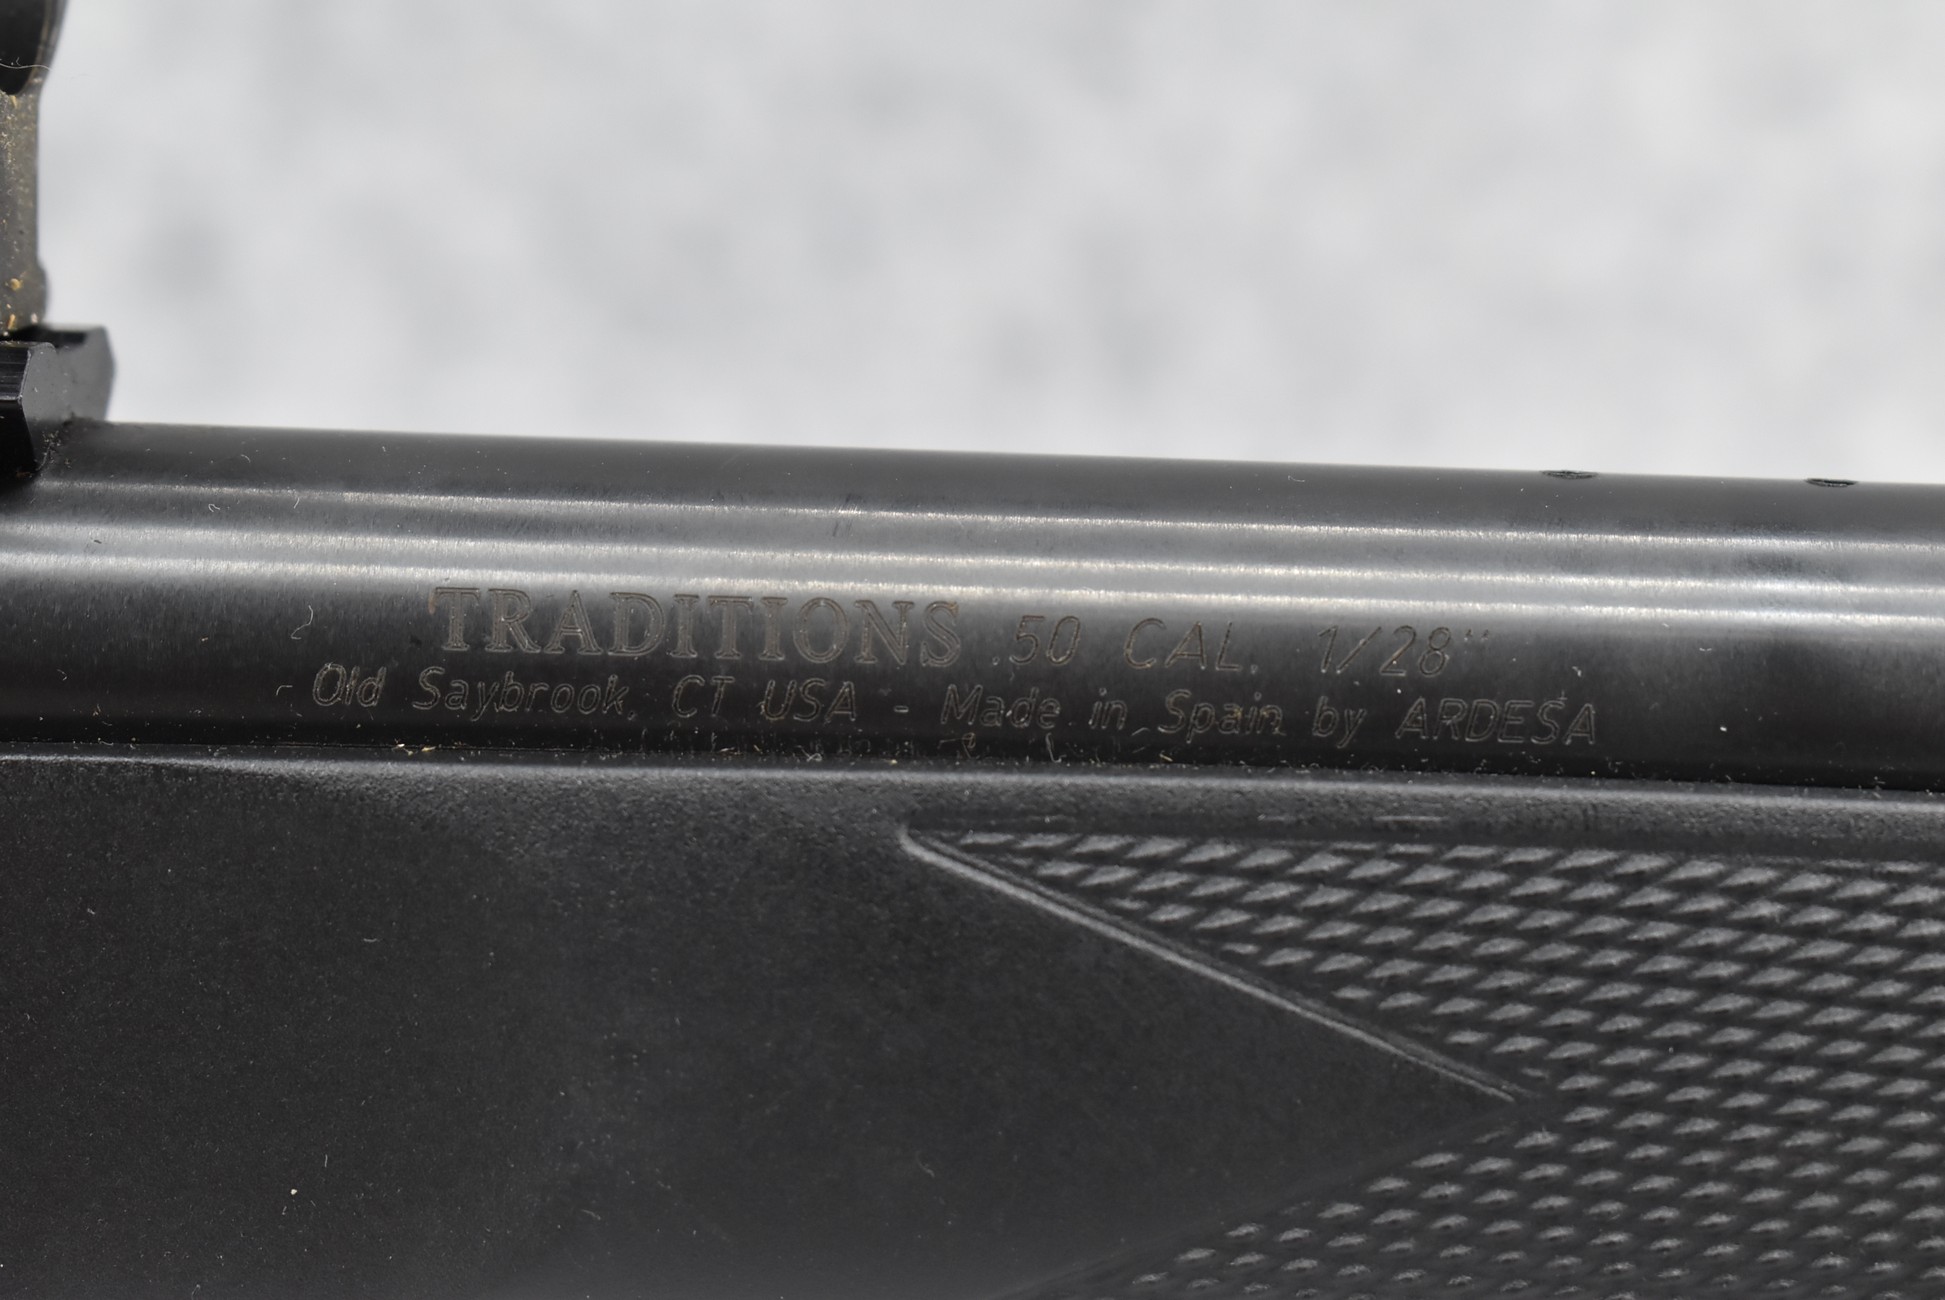 TRADITIONS .50 CAL. 1/28"
Old Saybrook, CT USA - Made in Spain by ARDESA